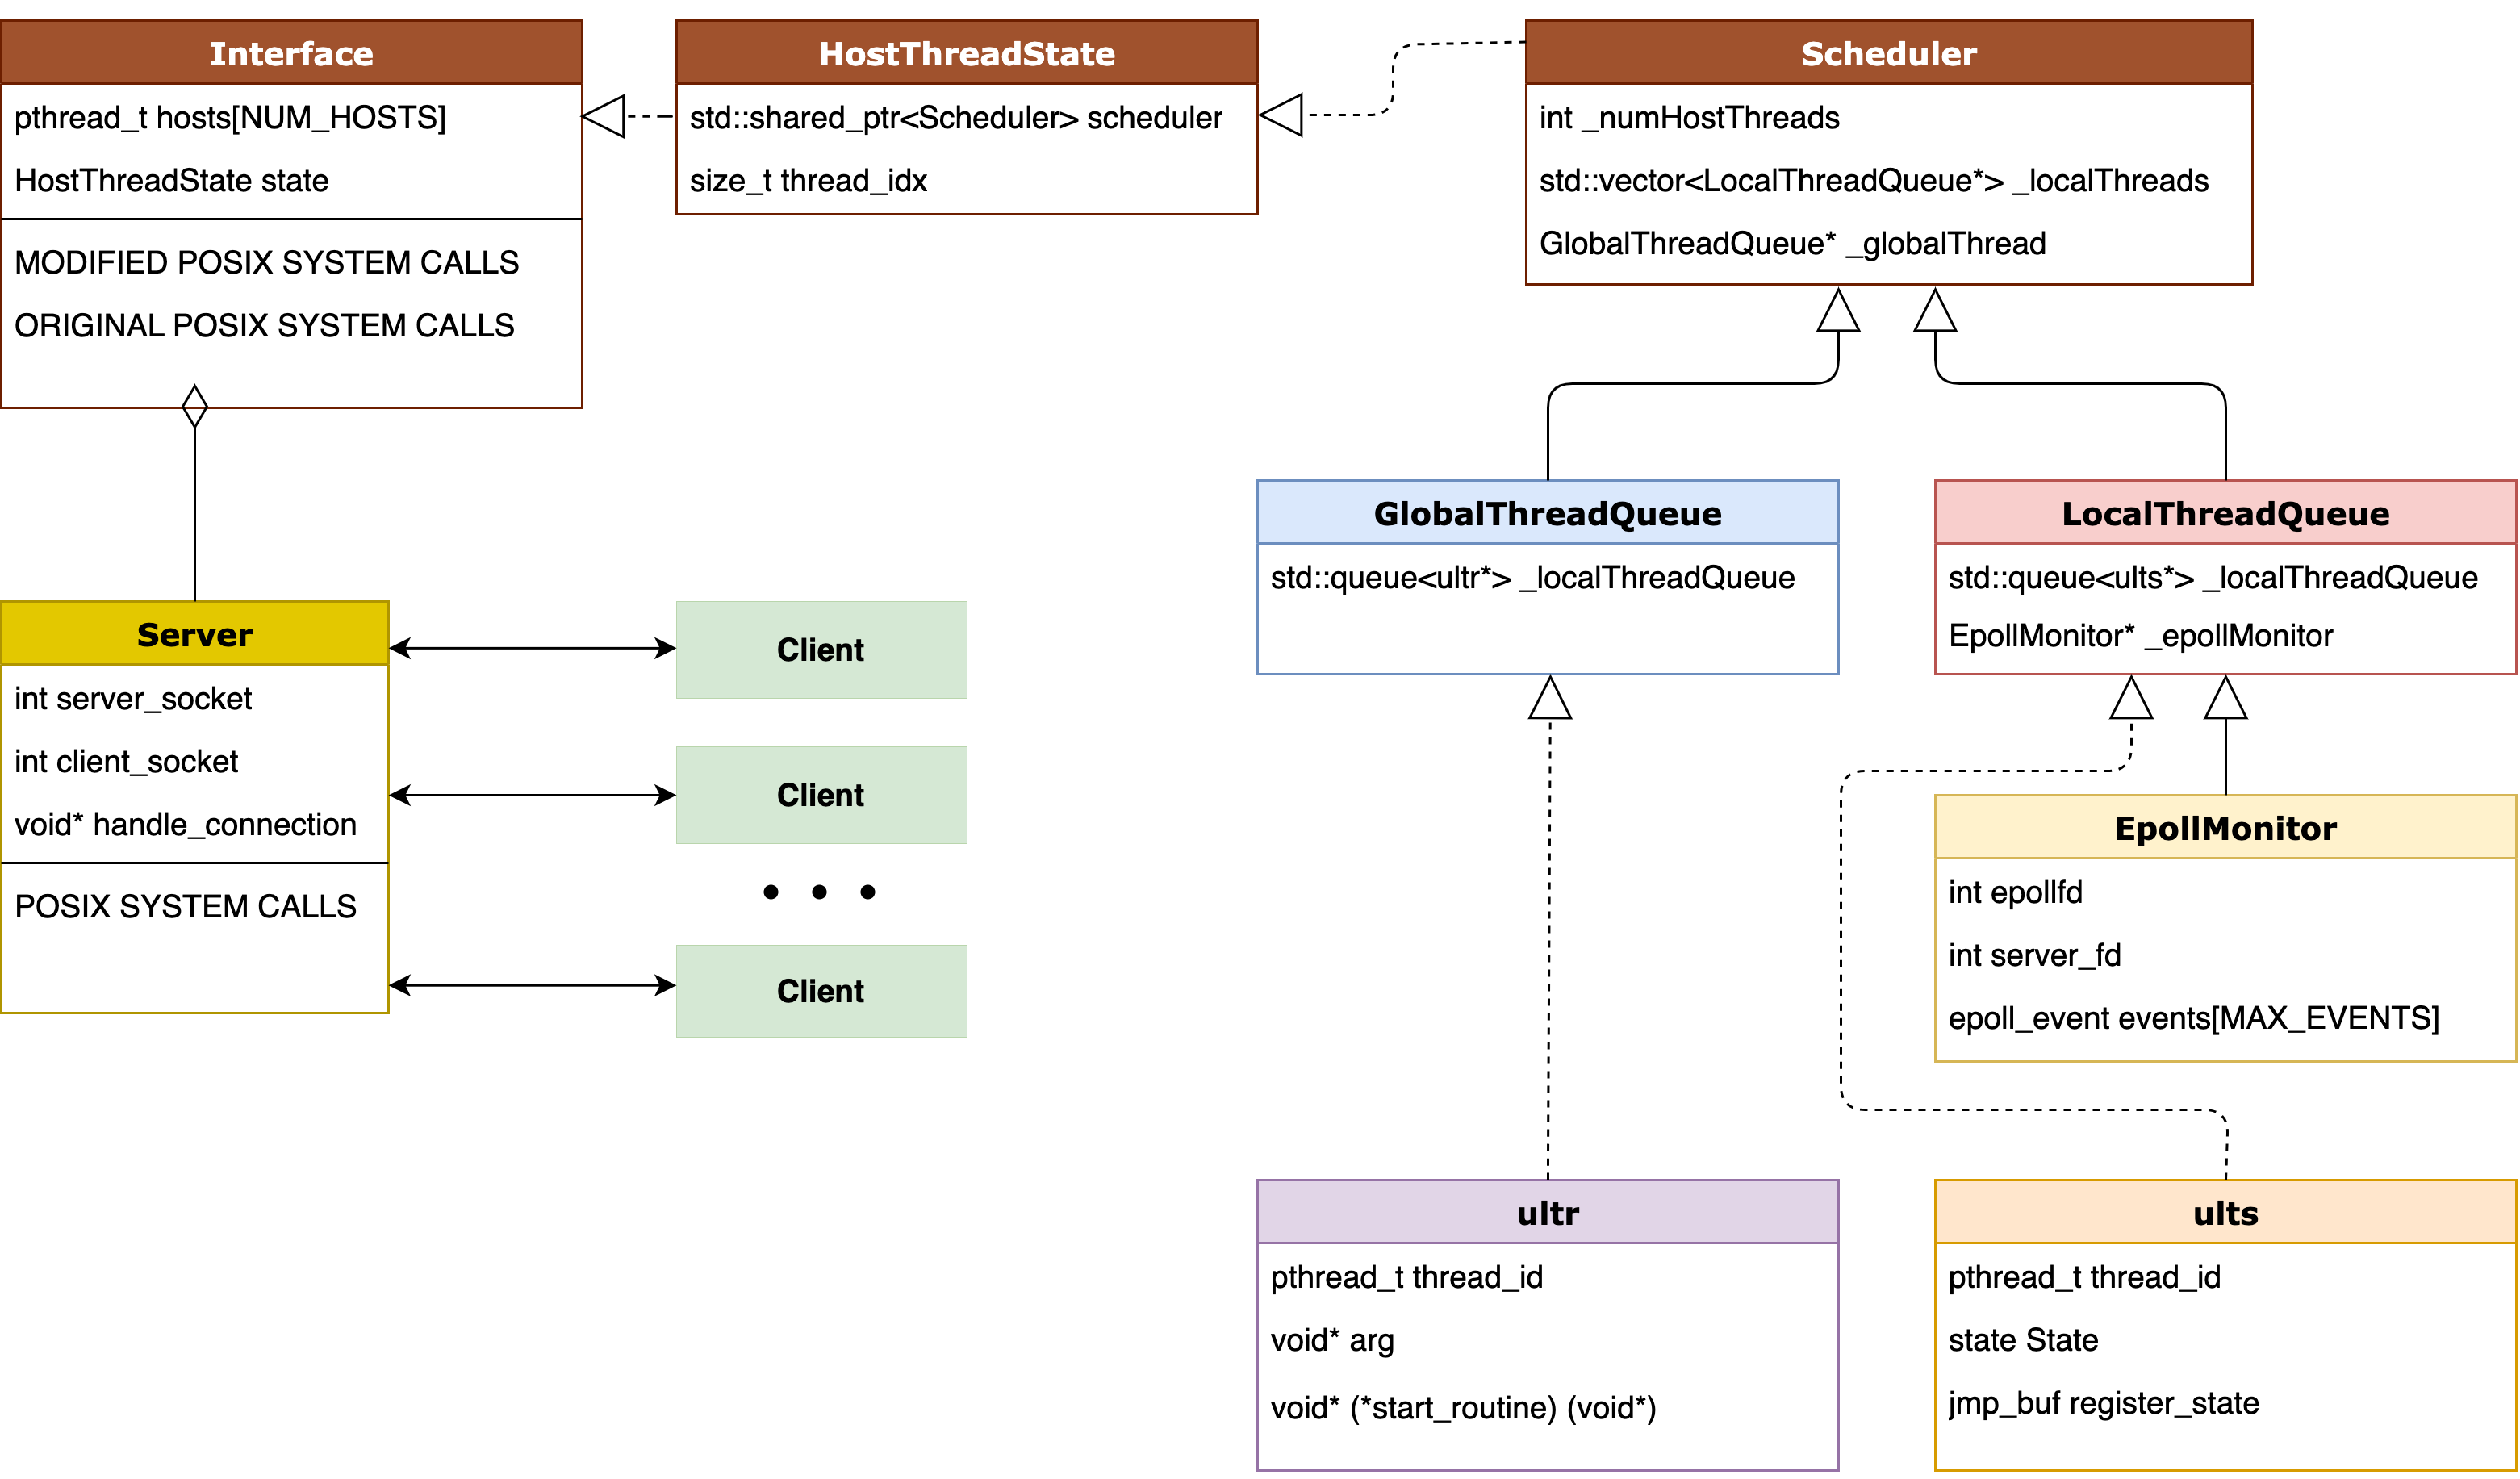 Interface
pthread_t hosts[NUM_HOSTS]
HostThreadState state
MODIFIED POSIX SYSTEM CALLS
ORIGINAL POSIX SYSTEM CALLS
HostThreadState
std::shared_ptr<Scheduler> scheduler
size_t thread_idx
Scheduler
int _numHostThreads
std::vector<LocalThreadQueue*> _localThreads
GlobalThreadQueue* _globalThread
GlobalThreadQueue
std::queue<ultr*> _localThreadQueue
LocalThreadQueue
std::queue<ults*> _localThreadQueue
EpollMonitor* _epollMonitor
Server
int server_socket
int client_socket
void* handle_connection
POSIX SYSTEM CALLS
Client
Client
Client
EpollMonitor
int epollfd
int server_fd
epoll_event events[MAX_EVENTS]
ultr
pthread_t thread_id
void* arg
void* (*start_routine) (void*)
ults
pthread_t thread_id
state State
jmp_buf register_state